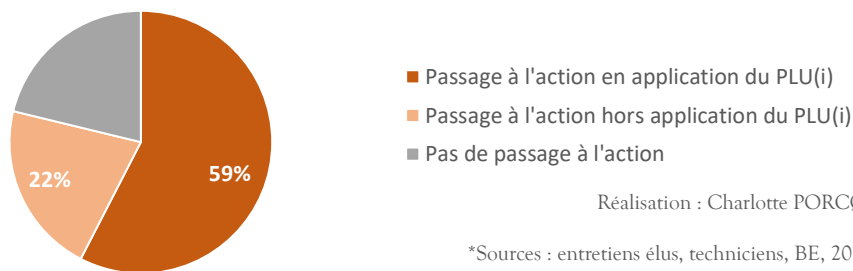 Passage à l'action en application du PLU(i)
Passage à l'action hors application du PLU(i)
22%
59%
Pas de passage à l'action
Réalisation : Charlotte
*Sources : entretiens élus, techniciens, BE,